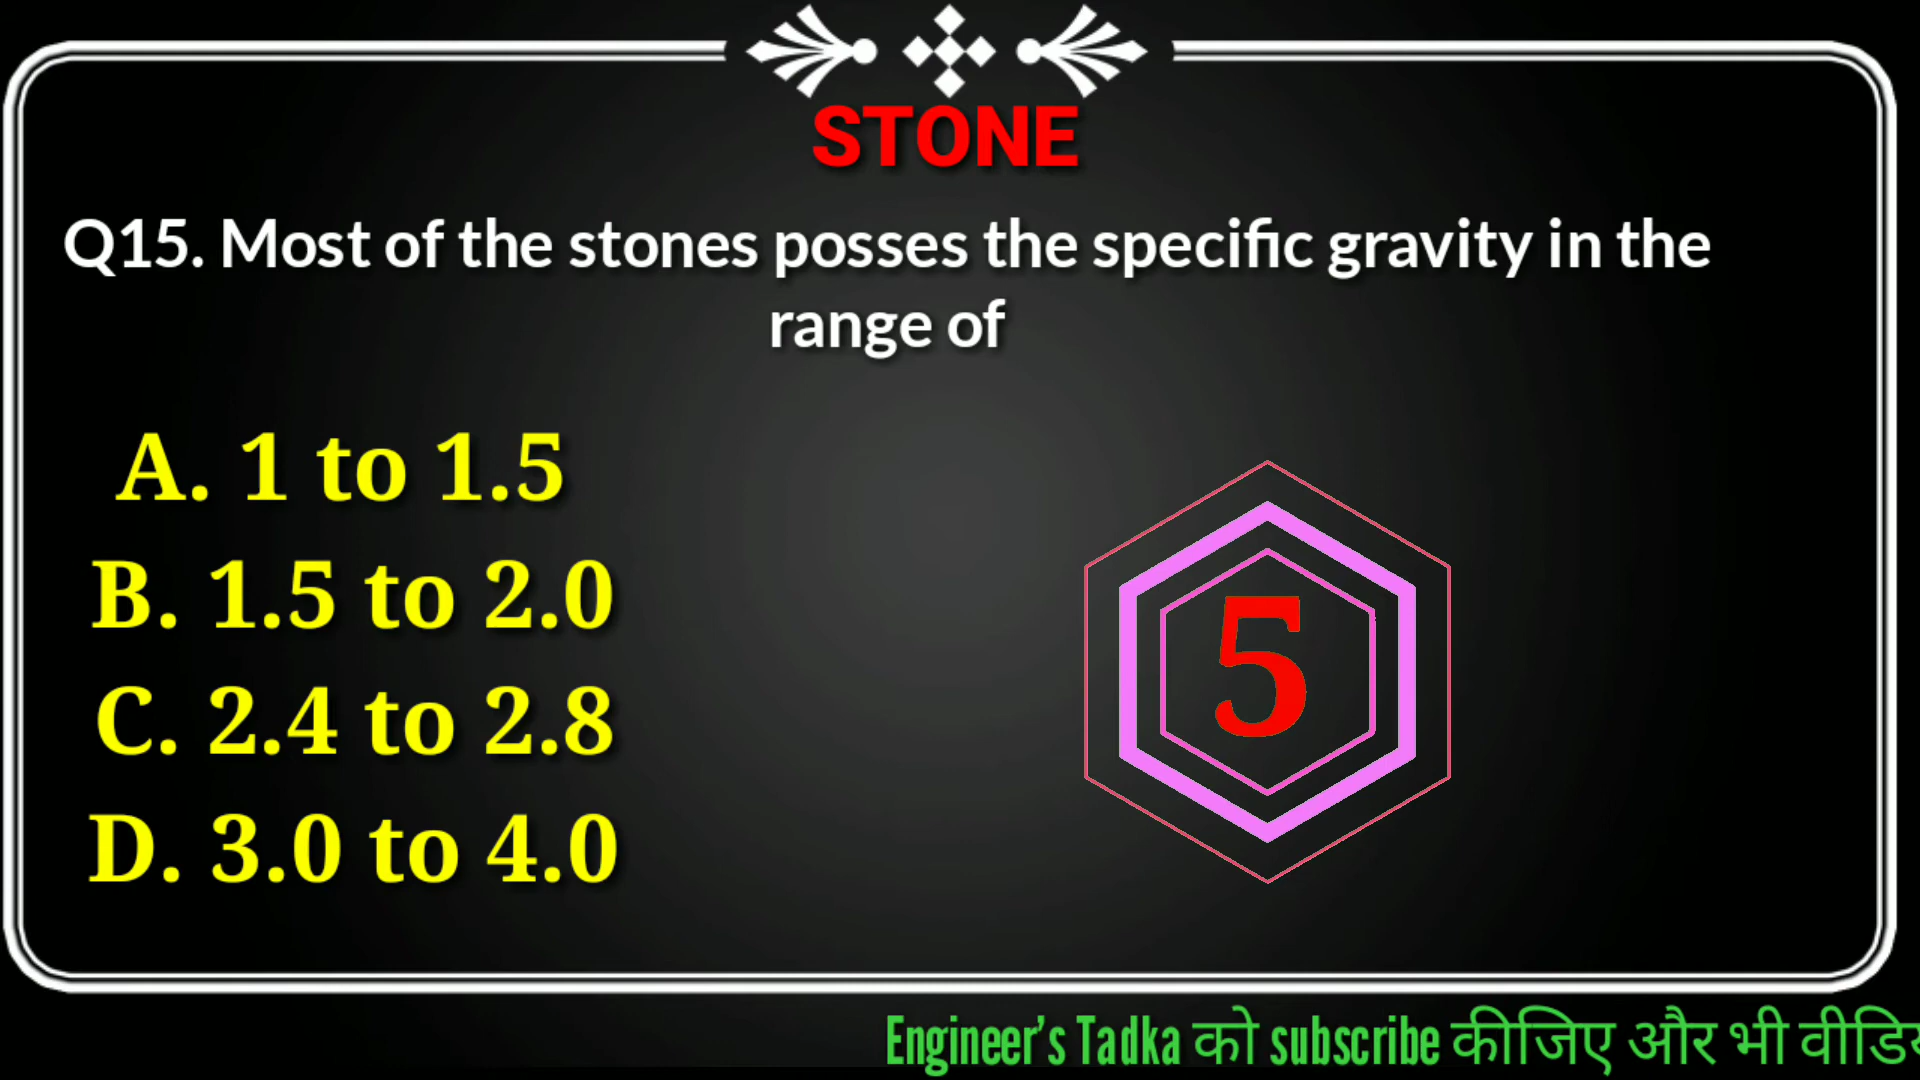 STONE
Q15. Most of the stones posses the specific gravity in the
range of
A. 1 to 1.5
B. 1.5 to 2.0
C. 2.4 to 2.8
D. 3.0 to 4.0
5
Engineer's Tadka को subscribe कीजिए और भी